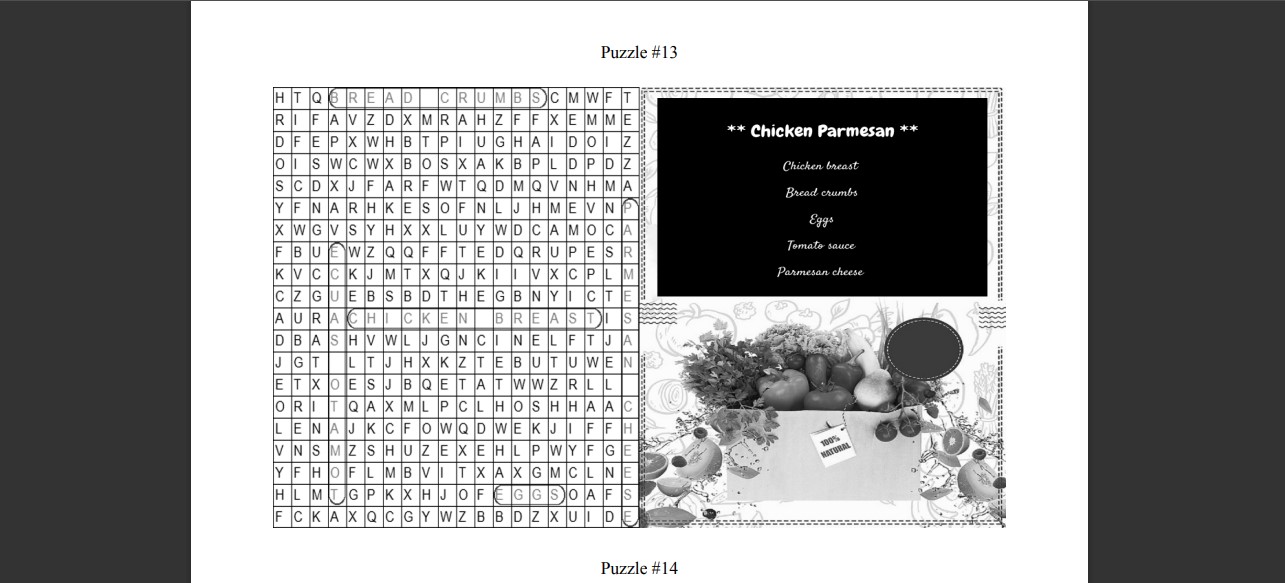 Puzzle #13
H T Q B R E A D C R U M B S C M W F T
R I F A V Z D X M R A H Z F F X E M M E
D F E P X W H B T P I U G H A I D O I Z
O I S W C W X B O S X A K B P L D P D Z
S C D X J F A R F W T Q D M Q V N H M A
Y F N A R H K E S O F N L J H M E V N P
X W G V S Y H X X L U Y W D C A M O C A
F B U E W Z Q Q F F T E D Q R U P E S R
K V C C K J M T X Q J K I I V X C P L M
C Z G U E B S B D T H E G B N Y I C T E
A U R A C H I C K E N B R E A S T I S
D B A S H V W L J G N C I N E L F T J A
J G T L T J H X K Z T E B U T U W E N
E T X O E S J B Q E T A T W W Z R L L
O R I T Q A X M L P C L H O S H H A A C
L E N A J K C F O W Q D W E K J I F F H
V N S M Z S H U Z E X E H L P W Y F G E
Y F H O F L M B V I T X A X G M C L N E
H L M T G P K X H J O F E G G S O A F S
F C K A X Q C G Y W Z B B D Z X U I D E
** Chicken Parmesan **
Chicken breast
Bread crumbs
Eggs
Tomato sauce
Parmesan cheese
100%
NATURAL
Puzzle #14